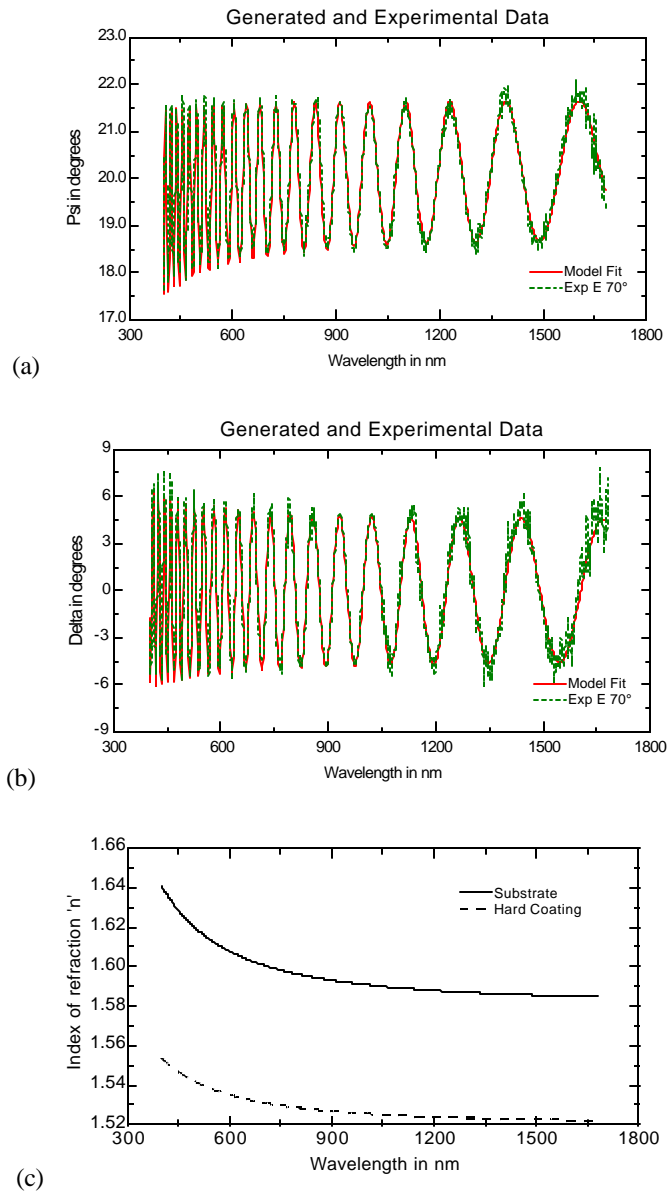 Generated and Experimental Data
23.0
22.0
21.0
20.0
19.0
18.0
17.0
Psi in degrees
Model Fit
Exp E 70°
300 600 900 1200 1500 1800
Wavelength in nm
(a)
Generated and Experimental Data
9
6
3
0
-3
-6
-9
Delta in degrees
Model Fit
Exp E 70°
300 600 900 1200 1500 1800
Wavelength in nm
(b)
1.66
1.64
1.62
1.60
1.58
1.56
1.54
1.52
Index of refraction 'n'
Substrate
Hard Coating
300 600 900 1200 1500 1800
Wavelength in nm
(c)